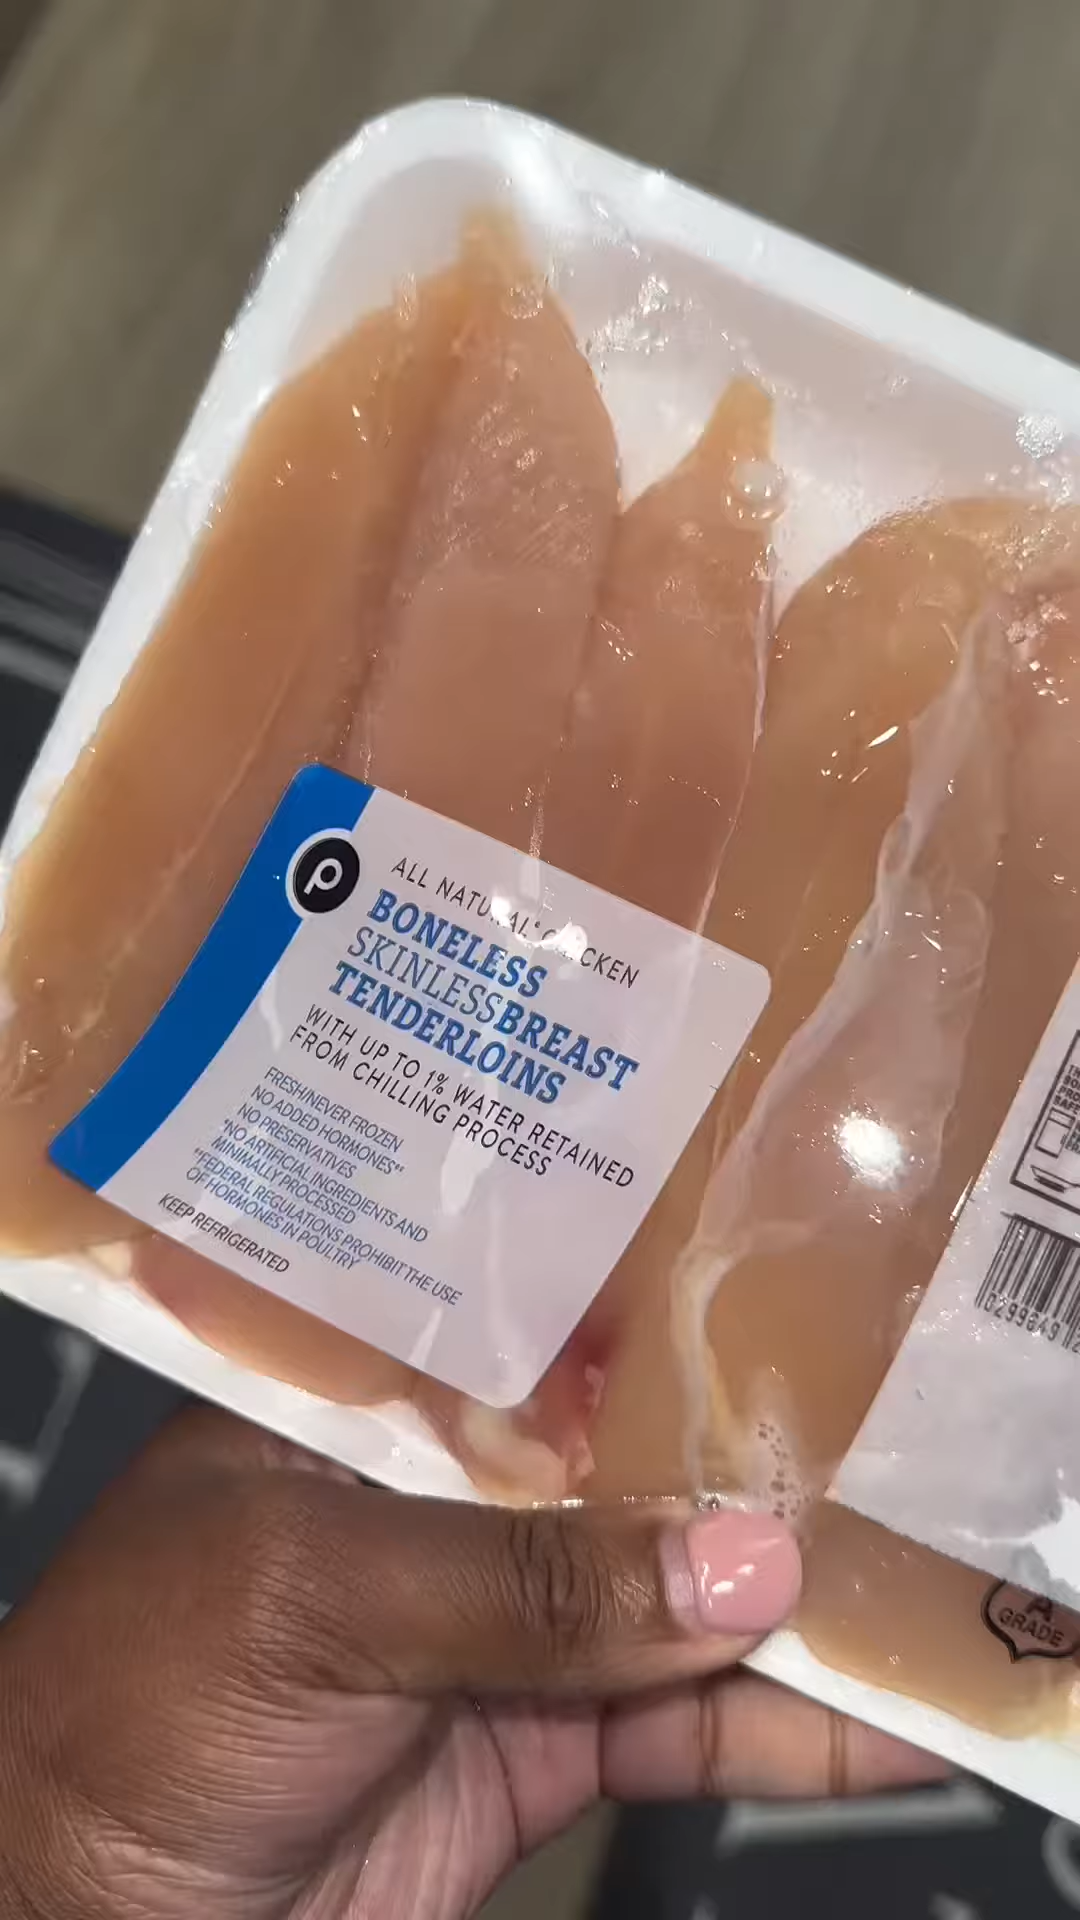 P
ALL NATURAL* CHICKEN
BONELESS
SKINLESS BREAST
TENDERLOINS
WITH UP TO 1% WATER RETAINED
FROM CHILLING PROCESS
FRESH/NEVER FROZEN
NO ADDED HORMONES**
NO PRESERVATIVES
*NO ARTIFICIAL INGREDIENTS AND
MINIMALLY PROCESSED
**FEDERAL REGULATIONS PROHIBIT THE USE
OF HORMONES IN POULTRY
KEEP REFRIGERATED
A
GRADE